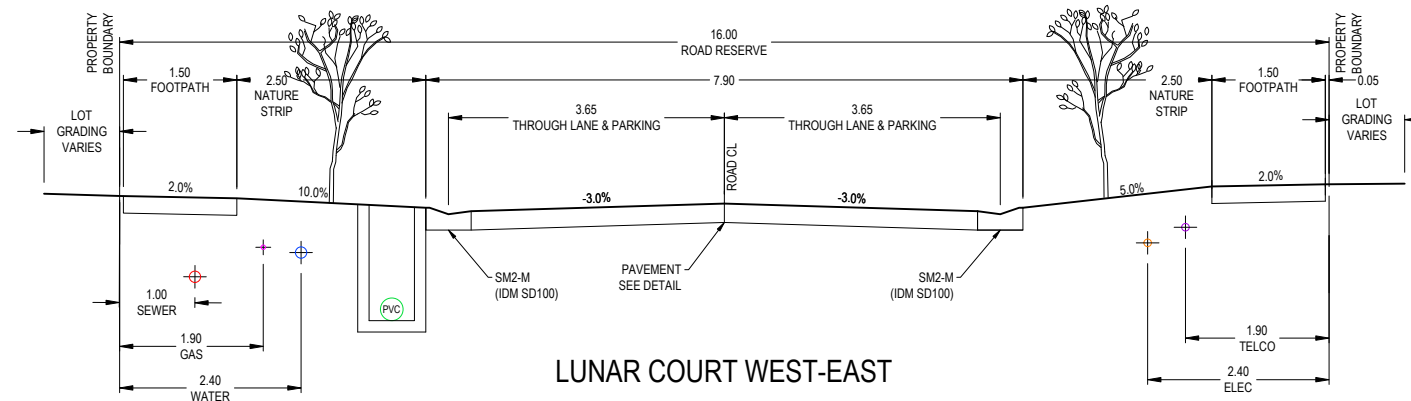 PROPERTY
BOUNDARY
16.00
ROAD RESERVE
PROPERTY
BOUNDARY
1.50
FOOTPATH
2.50
NATURE
STRIP
7.90
2.50
NATURE
STRIP
1.50
FOOTPATH
0.05
LOT
GRADING
VARIES
3.65
THROUGH LANE & PARKING
3.65
THROUGH LANE & PARKING
LOT
GRADING
VARIES
ROAD CL
2.0%
10.0%
-3.0%
-3.0%
5.0%
2.0%
SM2-M
(IDM SD100)
PAVEMENT
SEE DETAIL
SM2-M
(IDM SD100)
1.00
SEWER
PVC
1.90
GAS
1.90
TELCO
2.40
WATER
2.40
ELEC
LUNAR COURT WEST-EAST